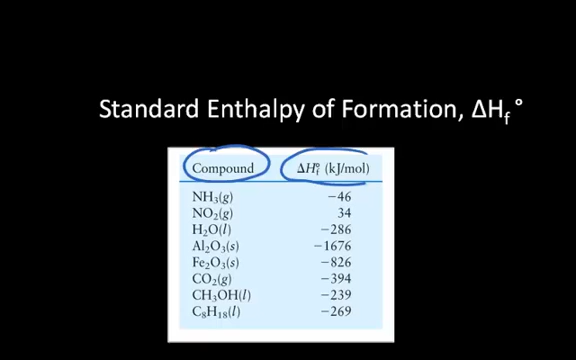 Standard Enthalpy of Formation, ΔHf°
Compound ΔH°f (kJ/mol)
NH₃(g) −46
NO₂(g) 34
H₂O(l) −286
Al₂O₃(s) −1676
Fe₂O₃(s) −826
CO₂(g) −394
CH₃OH(l) −239
C₈H₁₈(l) −269